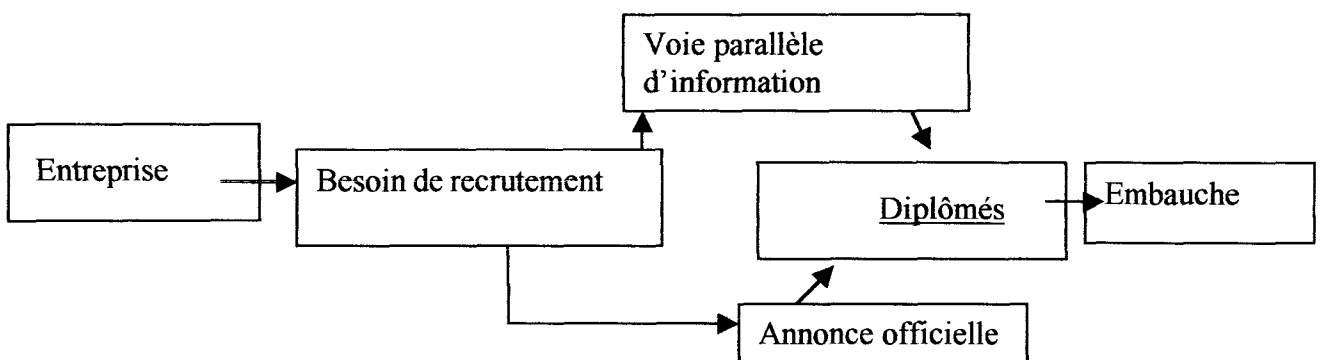 Voie parallèle
d'information
Entreprise
Besoin de recrutement
Diplômés
Embauche
Annonce officielle